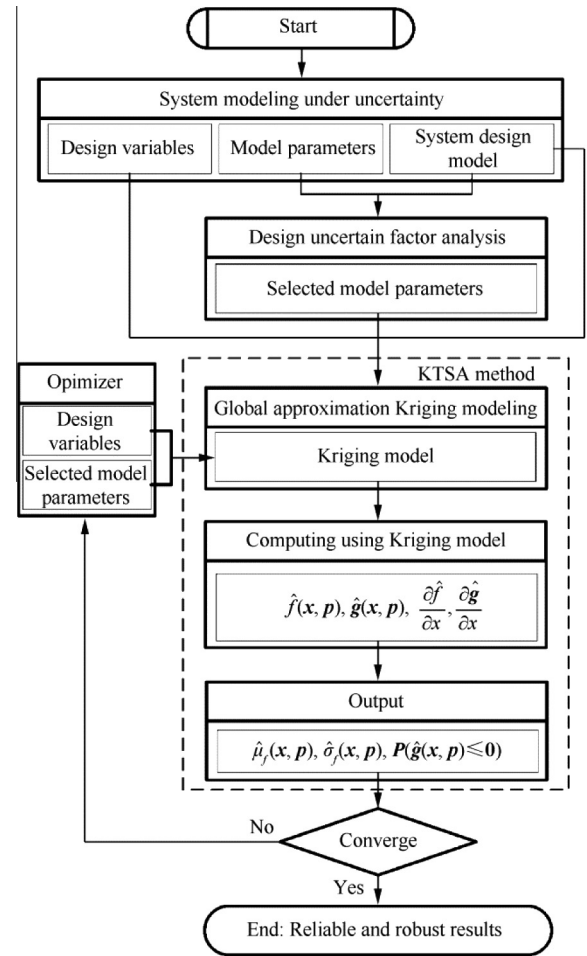 Start
System modeling under uncertainty
Design variables
Model parameters
System design
model
Design uncertain factor analysis
Selected model parameters
KTSA method
Opimizer
Design
variables
Selected model
parameters
Global approximation Kriging modeling
Kriging model
Computing using Kriging model
f̂(x, p), ĝ(x, p), ∂f̂/∂x, ∂ĝ/∂x
Output
μ̂_f(x, p), σ̂_f(x, p), P(ĝ(x, p)≤0)
No
Converge
Yes
End: Reliable and robust results